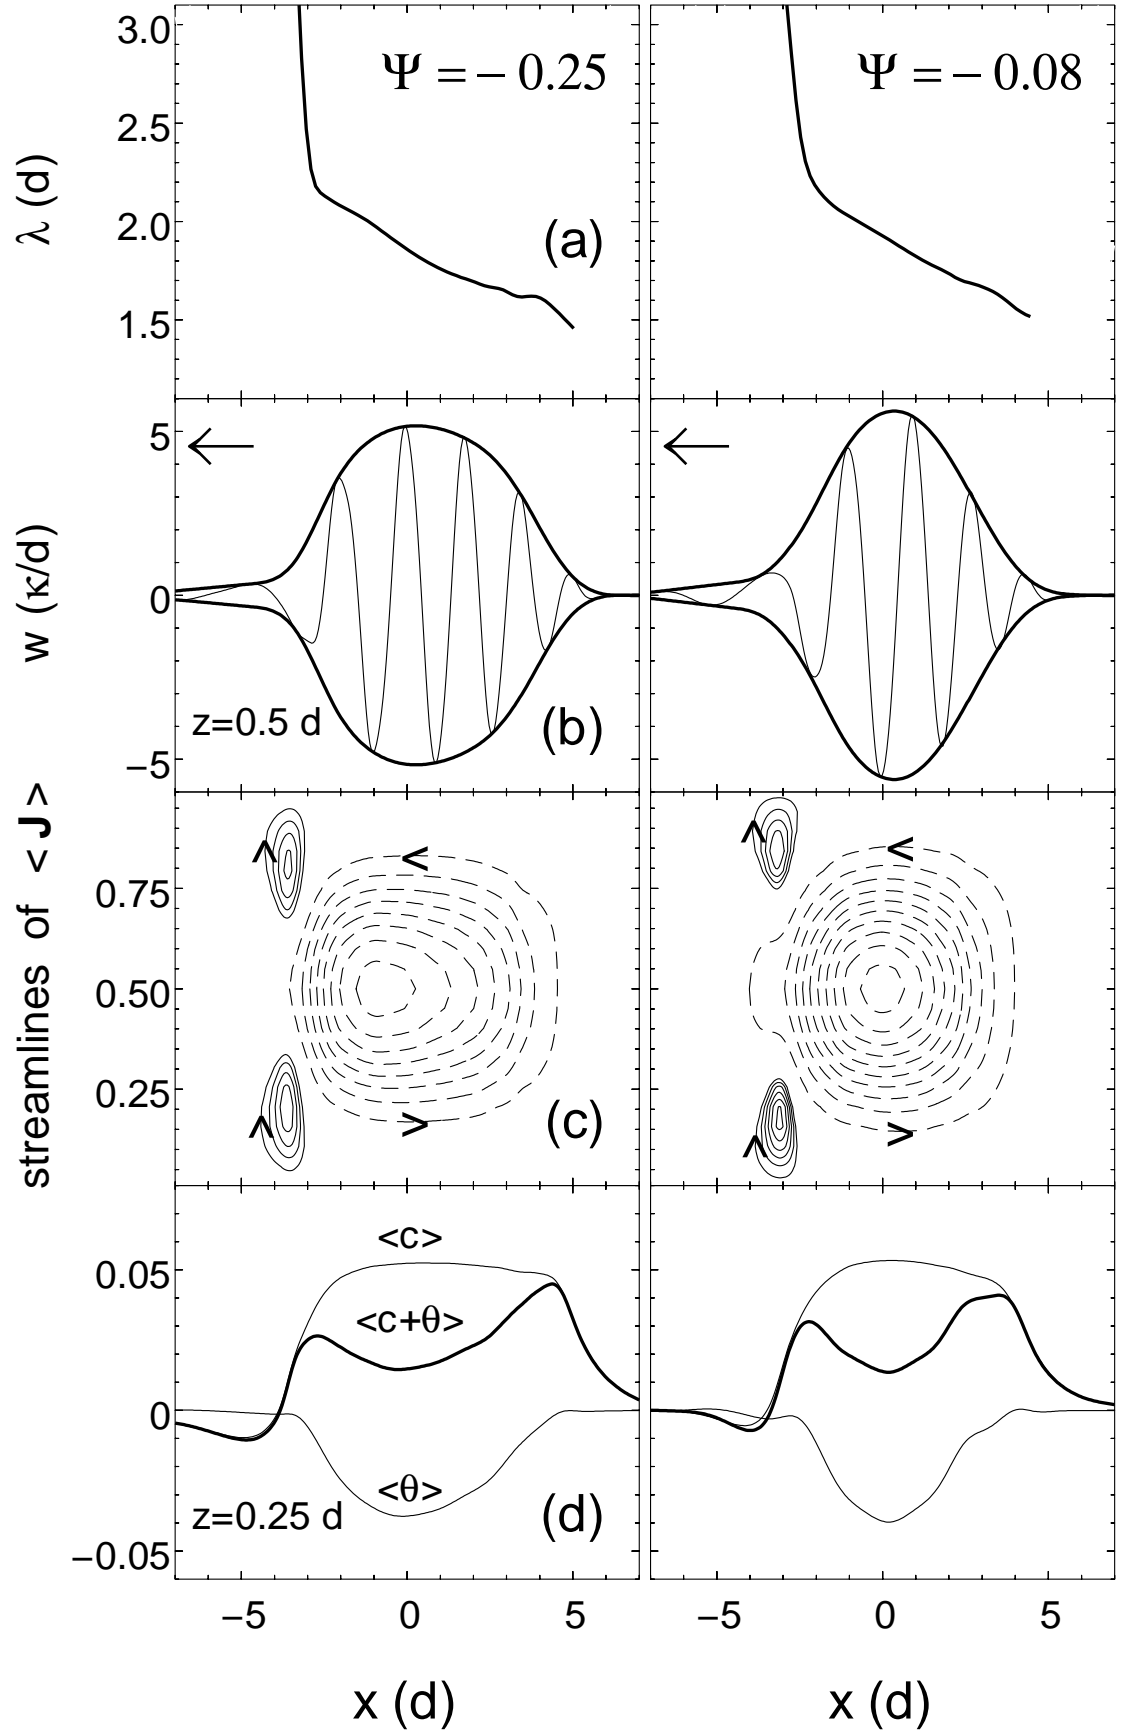 Ψ = − 0.25
Ψ = − 0.08
λ (d)
3.0
2.5
2.0
1.5
(a)
w (κ/d)
5
0
−5
z=0.5 d
(b)
streamlines of < J >
0.75
0.50
0.25
<
>
<
>
(c)
<c>
<c+θ>
<θ>
0.05
0
−0.05
z=0.25 d
(d)
−5 0 5
−5 0 5
x (d)
x (d)